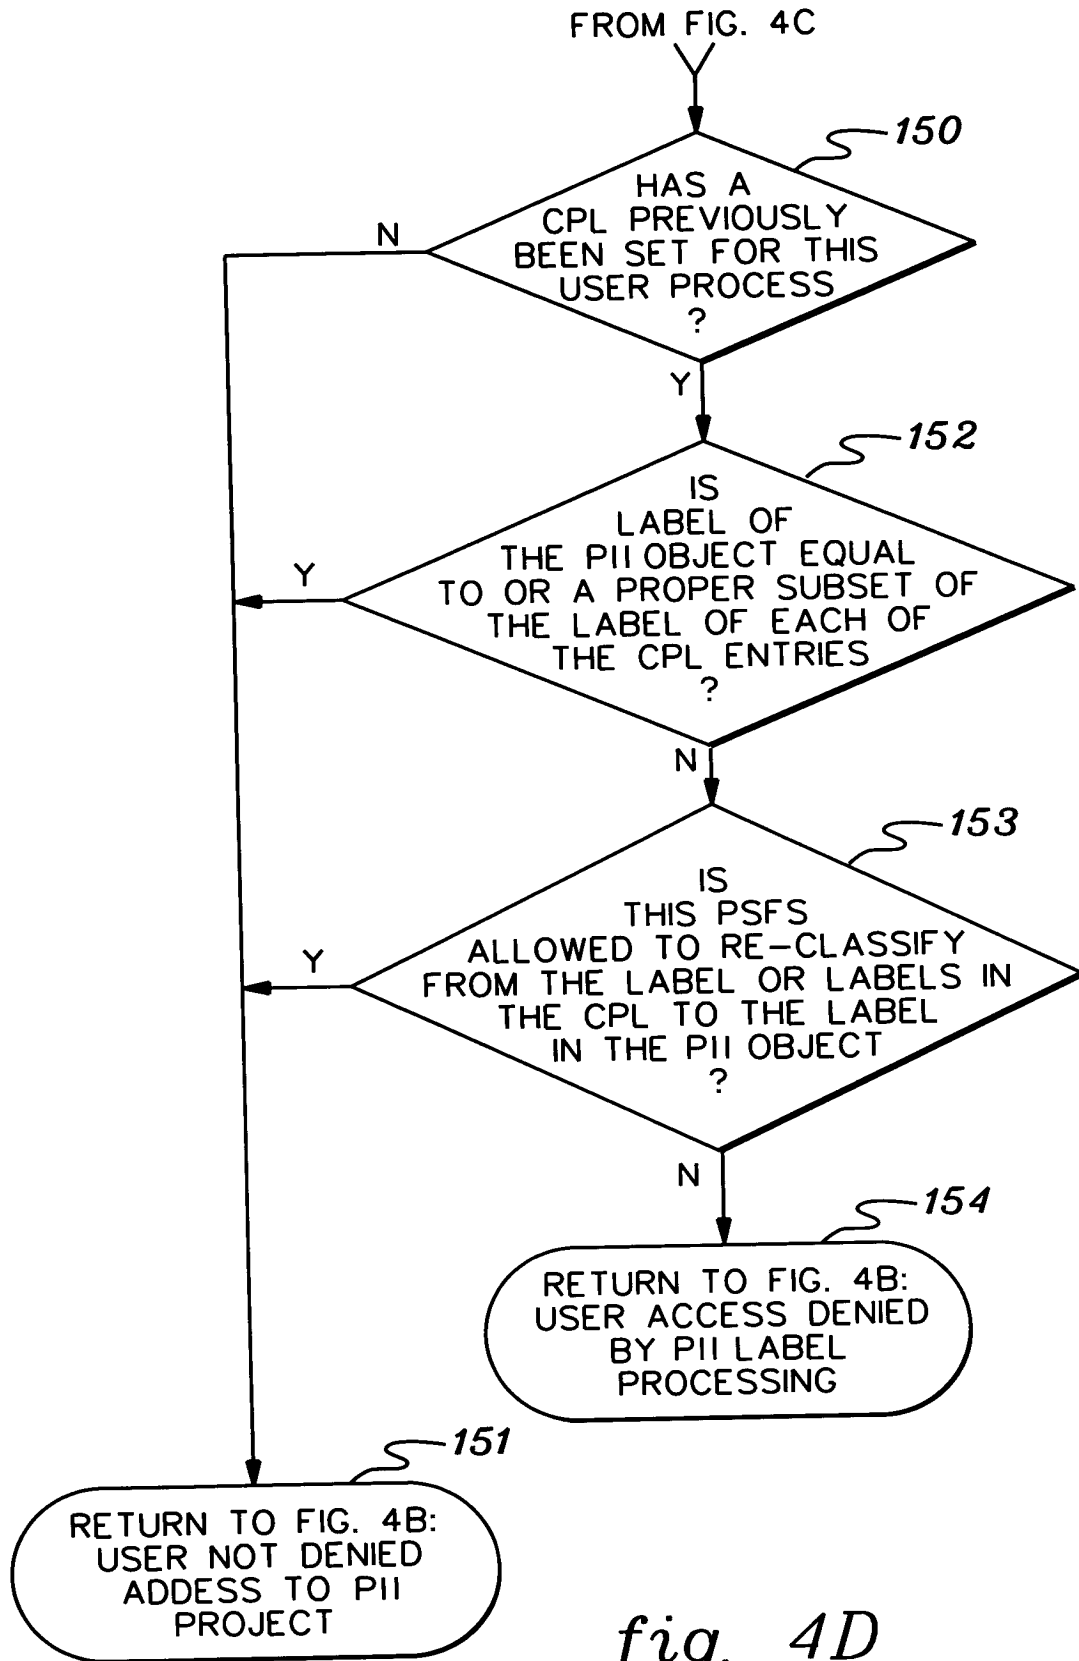 FROM FIG. 4C
150
HAS A
CPL PREVIOUSLY
BEEN SET FOR THIS
USER PROCESS
?
N
Y
152
IS
LABEL OF
THE PII OBJECT EQUAL
TO OR A PROPER SUBSET OF
THE LABEL OF EACH OF
THE CPL ENTRIES
?
Y
N
153
IS
THIS PSFS
ALLOWED TO RE-CLASSIFY
FROM THE LABEL OR LABELS IN
THE CPL TO THE LABEL
IN THE PII OBJECT
?
Y
N
154
RETURN TO FIG. 4B:
USER ACCESS DENIED
BY PII LABEL
PROCESSING
151
RETURN TO FIG. 4B:
USER NOT DENIED
ADDESS TO PII
PROJECT
fig. 4D